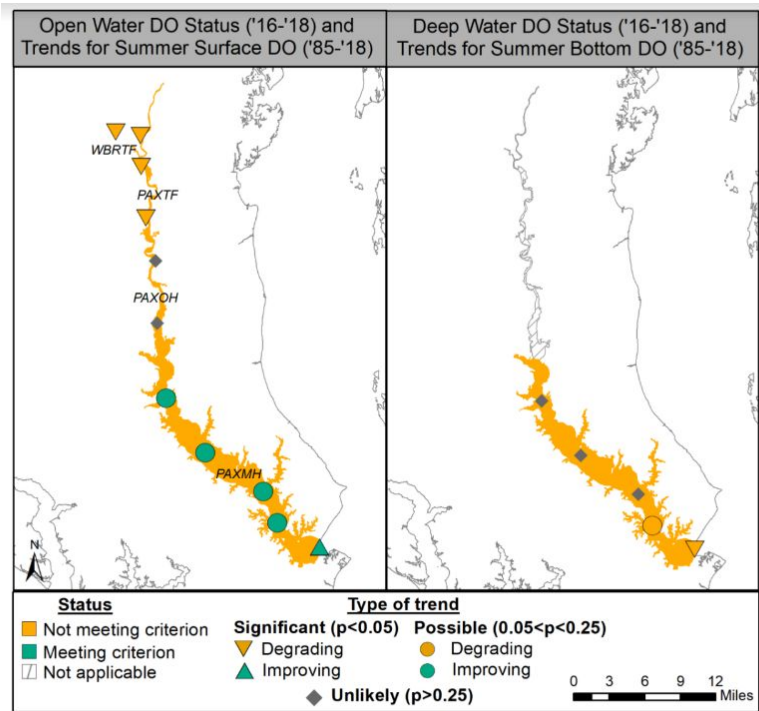 Open Water DO Status ('16-'18) and
Trends for Summer Surface DO ('85-'18)
Deep Water DO Status ('16-'18) and
Trends for Summer Bottom DO ('85-'18)
WBRTF
PAXTF
PAXOH
PAXMH
N
Status
Not meeting criterion
Meeting criterion
Not applicable
Type of trend
Significant (p<0.05)
Possible (0.05<p<0.25)
Degrading
Degrading
Improving
Improving
Unlikely (p>0.25)
0 3 6 9 12
Miles